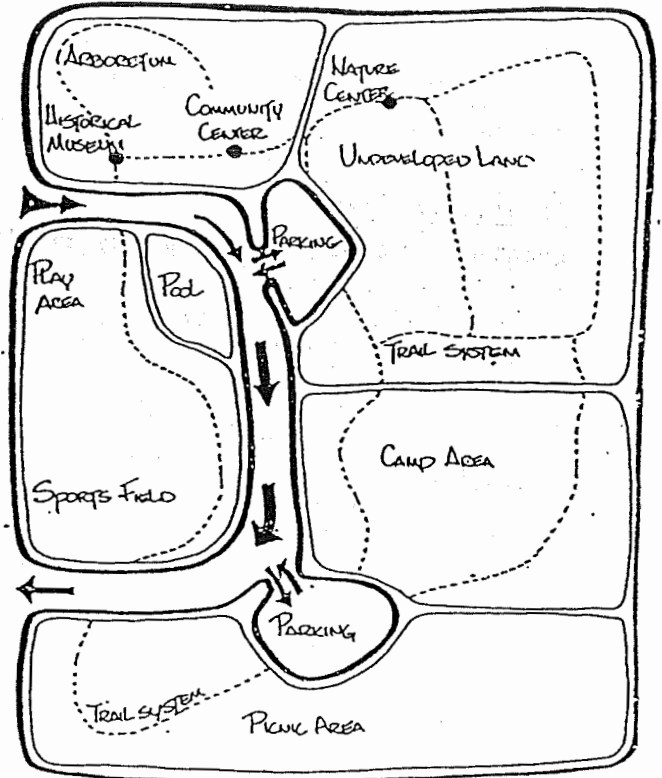 ARBORETUM
NATURE
CENTER
COMMUNITY
CENTER
HISTORICAL
MUSEUM
UNDEVELOPED LAND
PARKING
PLAY
AREA
POOL
TRAIL SYSTEM
CAMP AREA
SPORTS FIELD
PARKING
TRAIL SYSTEM
PICNIC AREA